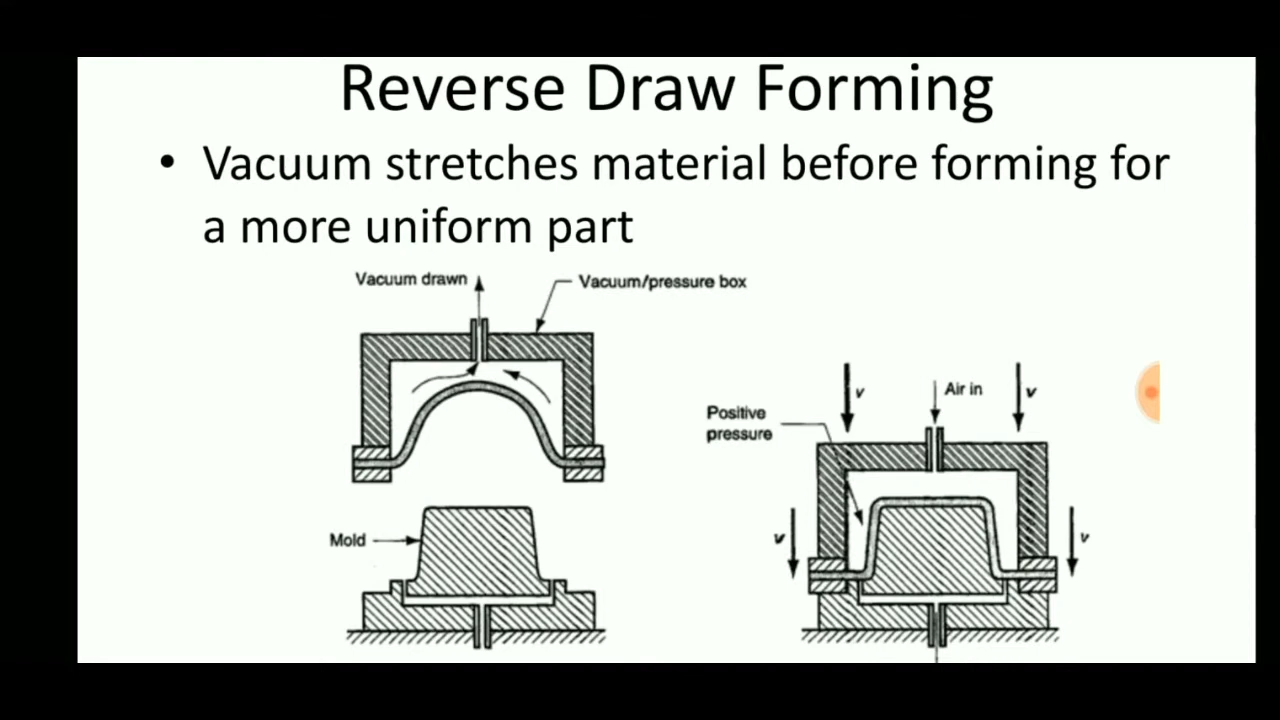 Reverse Draw Forming
• Vacuum stretches material before forming for
a more uniform part
Vacuum drawn
Vacuum/pressure box
Mold
Positive
pressure
v
Air in
v
v
v